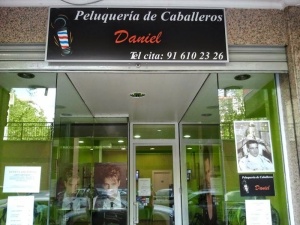 Peluquería de Caballeros
Daniel
Tel cita: 91 610 23 26
Peluquería de Caballeros
Daniel